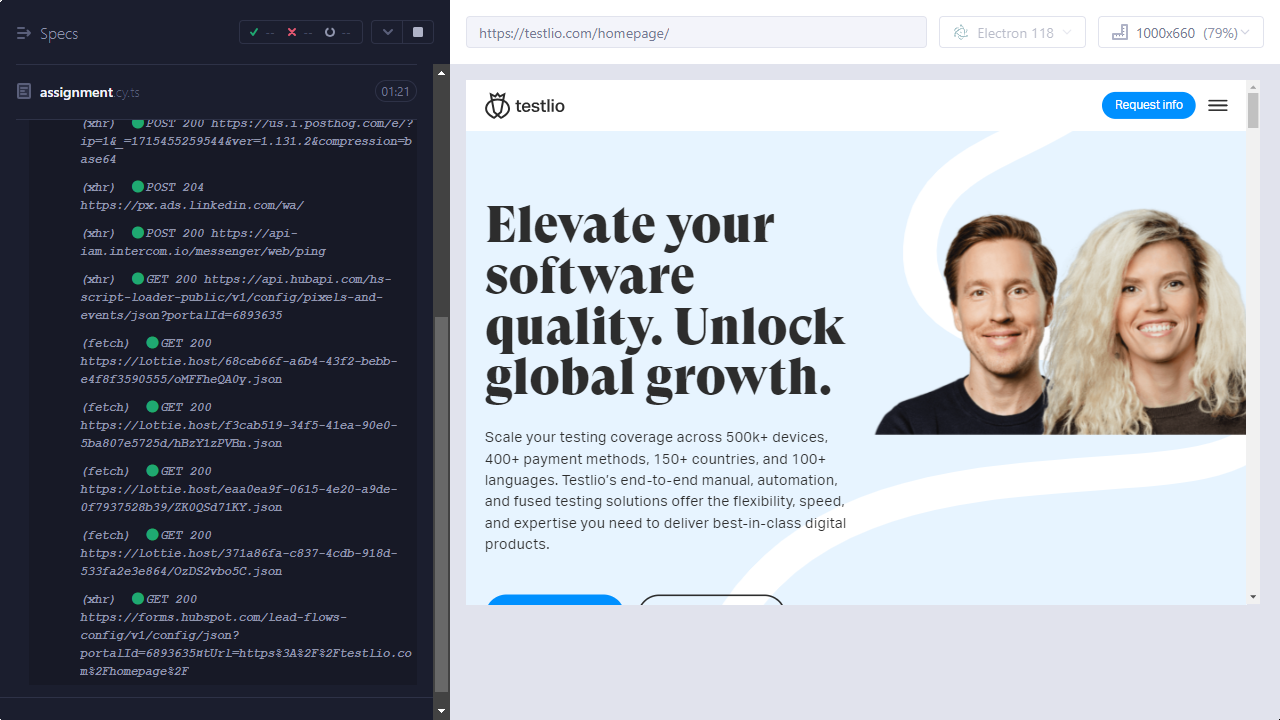 Specs
-- -- --
assignment.cy.ts
01:21
(xhr) POST 200 https://us.i.posthog.com/e/?
ip=1&_=1715455259544&ver=1.131.2&compression=b
ase64
(xhr) POST 204
https://px.ads.linkedin.com/wa/
(xhr) POST 200 https://api-
iam.intercom.io/messenger/web/ping
(xhr) GET 200 https://api.hubapi.com/hs-
script-loader-public/v1/config/pixels-and-
events/json?portalId=6893635
(fetch) GET 200
https://lottie.host/68ceb66f-a6b4-43f2-bebb-
e4f8f3590555/oMFFheQA0y.json
(fetch) GET 200
https://lottie.host/f3cab519-34f5-41ea-90e0-
5ba807e5725d/hBzY1zPVBn.json
(fetch) GET 200
https://lottie.host/eaa0ea9f-0615-4e20-a9de-
0f7937528b39/ZK0QSd71KY.json
(fetch) GET 200
https://lottie.host/371a86fa-c837-4cdb-918d-
533fa2e3e864/OzDS2vbo5C.json
(xhr) GET 200
https://forms.hubspot.com/lead-flows-
config/v1/config/json?
portalId=6893635¤tUrl=https%3A%2F%2Ftestlio.co
m%2Fhomepage%2F
https://testlio.com/homepage/
Electron 118
1000x660 (79%)
testlio
Request info
Elevate your
software
quality. Unlock
global growth.
Scale your testing coverage across 500k+ devices,
400+ payment methods, 150+ countries, and 100+
languages. Testlio's end-to-end manual, automation,
and fused testing solutions offer the flexibility, speed,
and expertise you need to deliver best-in-class digital
products.